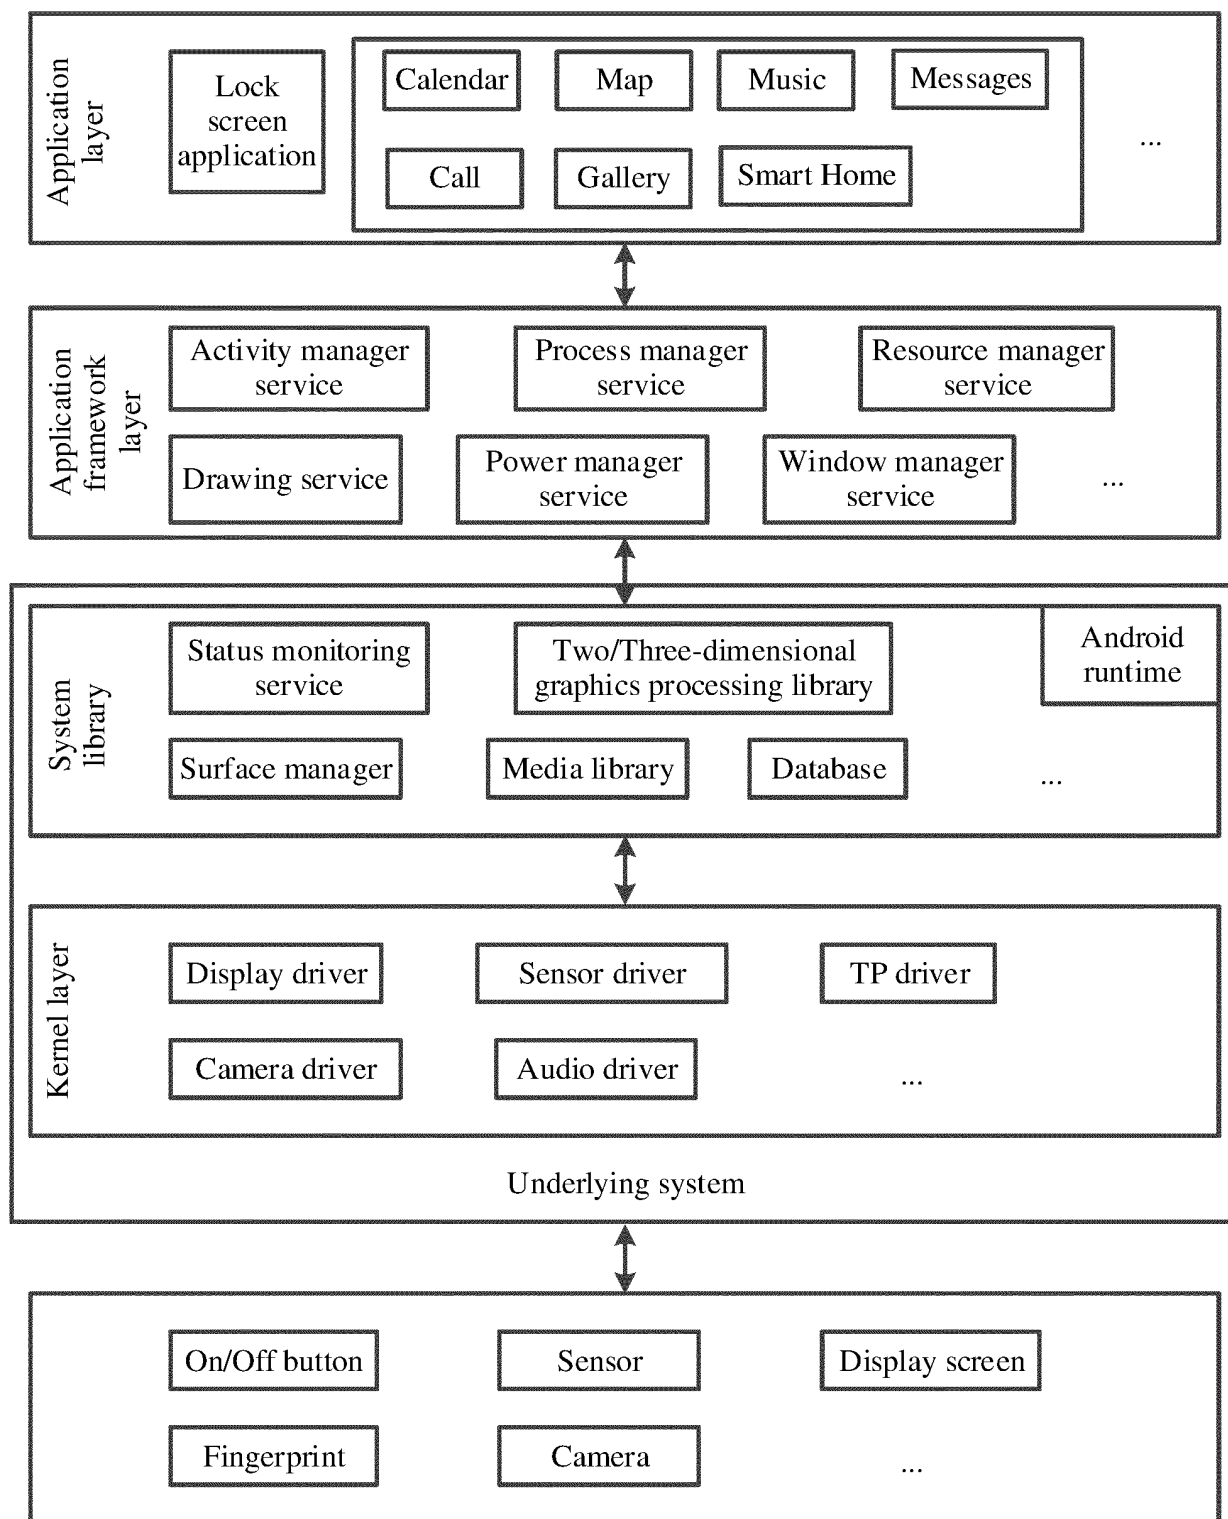 Application
layer
Lock
screen
application
Calendar
Map
Music
Messages
Call
Gallery
Smart Home
...
Application
framework
layer
Activity manager
service
Process manager
service
Resource manager
service
Drawing service
Power manager
service
Window manager
service
...
System
library
Status monitoring
service
Two/Three-dimensional
graphics processing library
Android
runtime
Surface manager
Media library
Database
...
Kernel layer
Display driver
Sensor driver
TP driver
Camera driver
Audio driver
...
Underlying system
On/Off button
Sensor
Display screen
Fingerprint
Camera
...